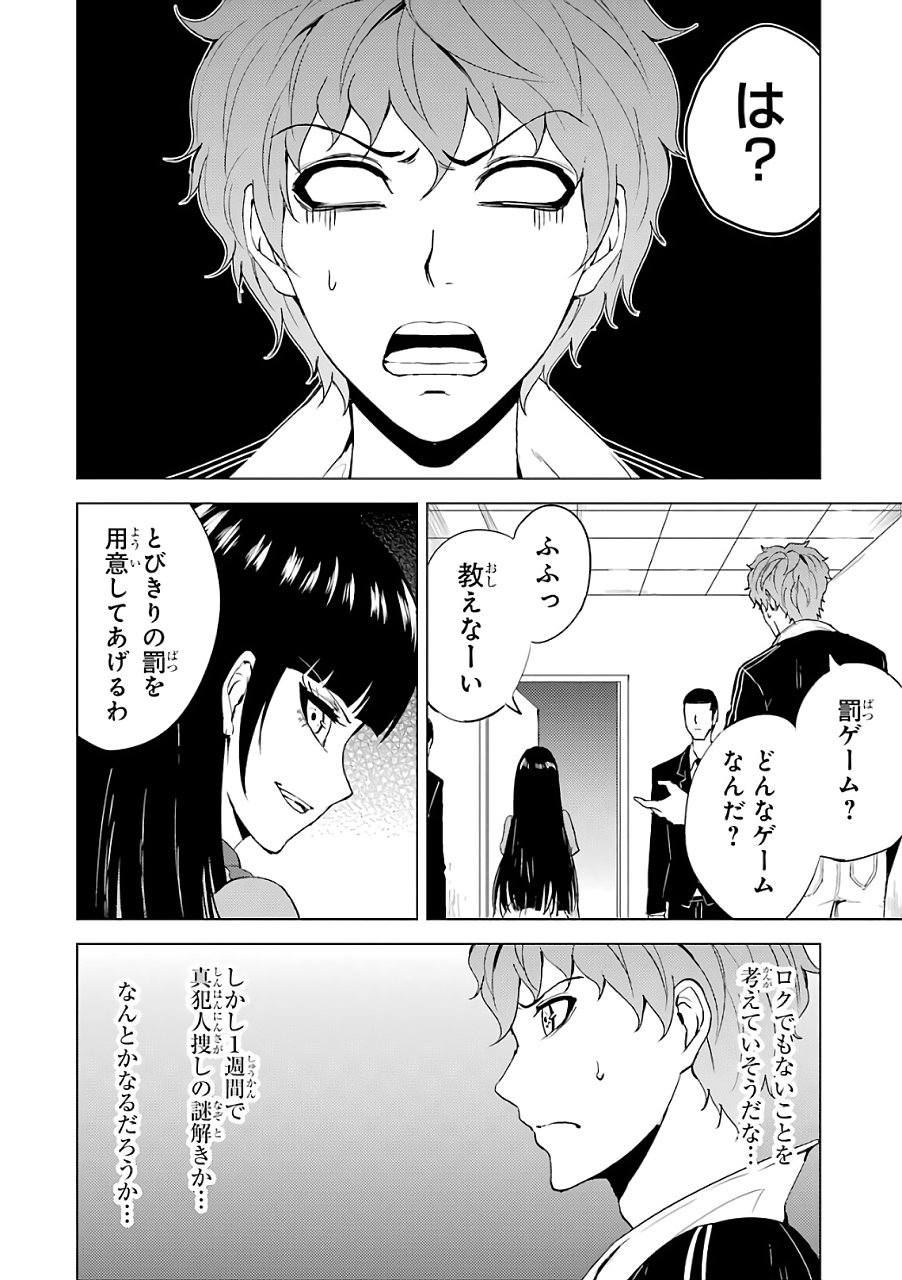 は？
罰ゲーム？
どんなゲーム
なんだ？
ふふっ
教えなーい
とびきりの罰を
用意してあげるわ
ロクでもないことを
考えていそうだな…
しかし1週間で
真犯人捜しの謎解きか…
なんとかなるだろうか…